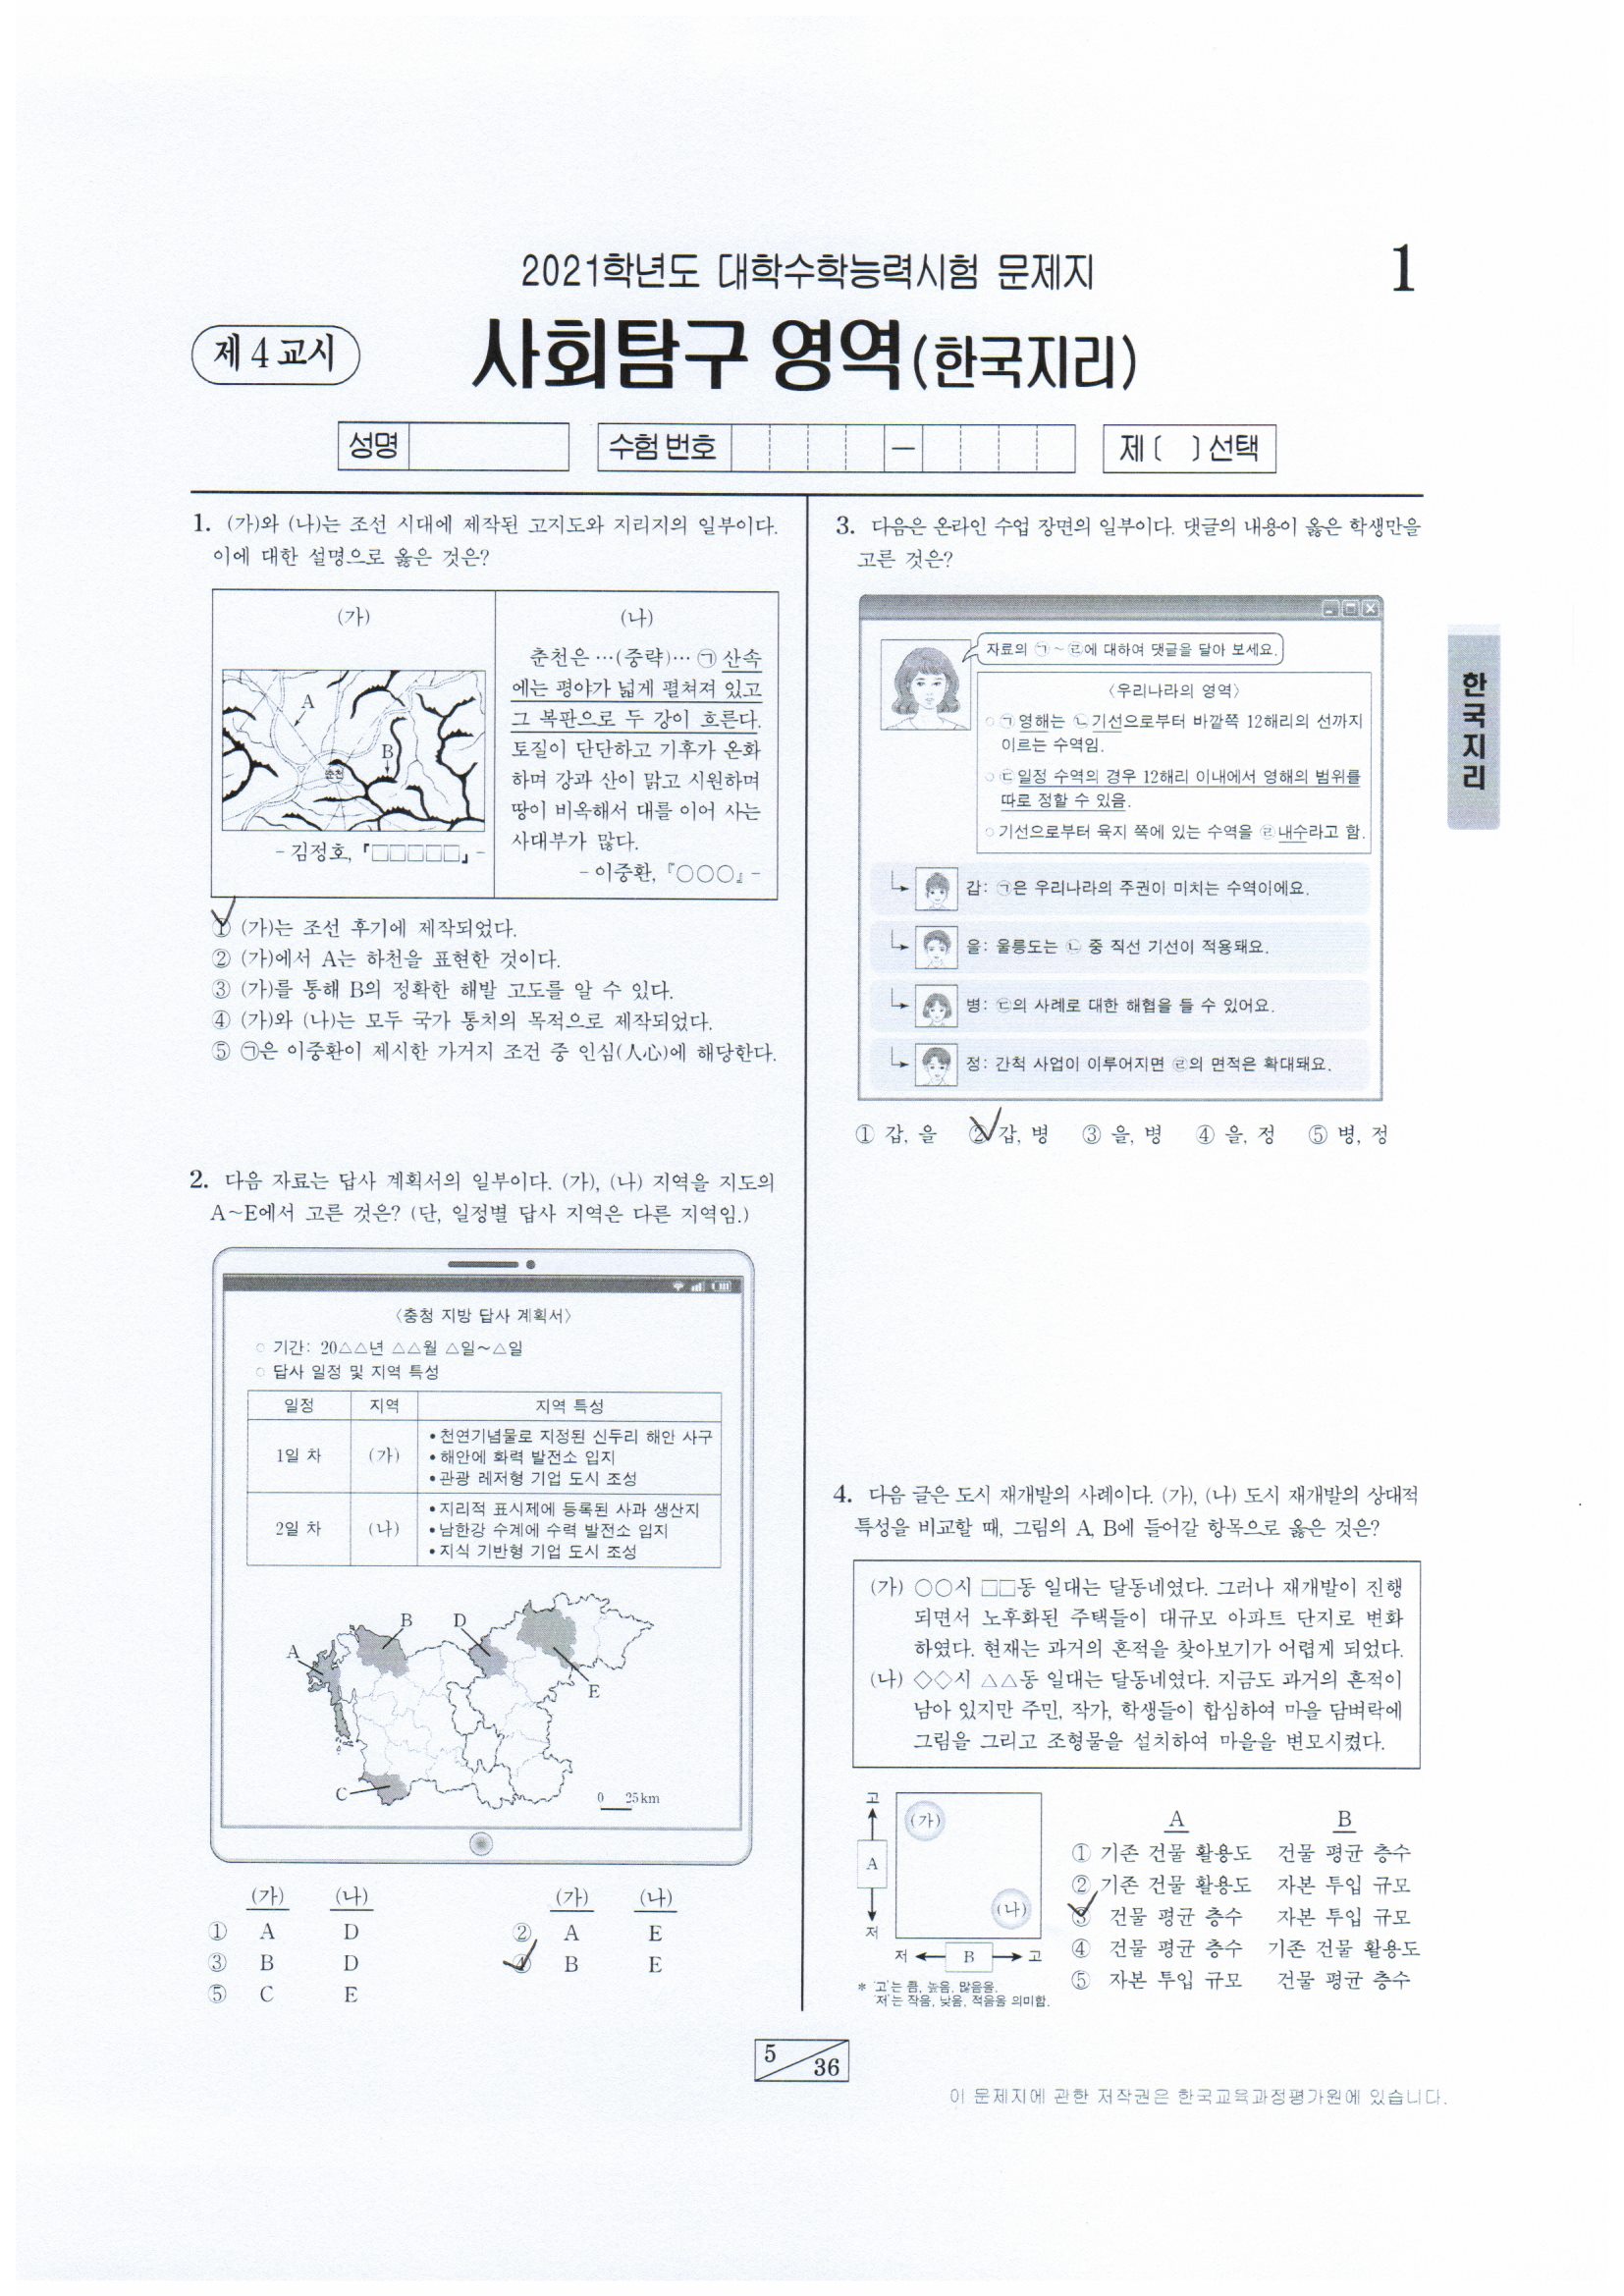 2021학년도 대학수학능력시험 문제지
1
제 4 교시
사회탐구 영역(한국지리)
성명
수험 번호
―
제 [ ] 선택
한국지리
1. (가)와 (나)는 조선 시대에 제작된 고지도와 지리지의 일부이다.
이에 대한 설명으로 옳은 것은?
(가)
A
B
춘천
- 김정호, 『□□□□□』 -
(나)
춘천은 …(중략)… ㉠ 산속
에는 평야가 넓게 펼쳐져 있고
그 복판으로 두 강이 흐른다.
토질이 단단하고 기후가 온화
하며 강과 산이 맑고 시원하며
땅이 비옥해서 대를 이어 사는
사대부가 많다.
- 이중환, 『○○○』 -
① (가)는 조선 후기에 제작되었다.
② (가)에서 A는 하천을 표현한 것이다.
③ (가)를 통해 B의 정확한 해발 고도를 알 수 있다.
④ (가)와 (나)는 모두 국가 통치의 목적으로 제작되었다.
⑤ ㉠은 이중환이 제시한 가거지 조건 중 인심(人心)에 해당한다.
2. 다음 자료는 답사 계획서의 일부이다. (가), (나) 지역을 지도의
A~E에서 고른 것은? (단, 일정별 답사 지역은 다른 지역임.)
〈충청 지방 답사 계획서〉
○ 기간: 20△△년 △△월 △일~△일
○ 답사 일정 및 지역 특성
일정 지역 지역 특성
1일 차 (가)
• 천연기념물로 지정된 신두리 해안 사구
• 해안에 화력 발전소 입지
• 관광 레저형 기업 도시 조성
2일 차 (나)
• 지리적 표시제에 등록된 사과 생산지
• 남한강 수계에 수력 발전소 입지
• 지식 기반형 기업 도시 조성
A
B
D
E
C
0 25km
(가) (나) (가) (나)
① A D ② A E
③ B D ④ B E
⑤ C E
3. 다음은 온라인 수업 장면의 일부이다. 댓글의 내용이 옳은 학생만을
고른 것은?
자료의 ㉠~㉣에 대하여 댓글을 달아 보세요.
〈우리나라의 영역〉
○ ㉠ 영해는 ㉡ 기선으로부터 바깥쪽 12해리의 선까지
이르는 수역임.
○ ㉢ 일정 수역의 경우 12해리 이내에서 영해의 범위를
따로 정할 수 있음.
○ 기선으로부터 육지 쪽에 있는 수역을 ㉣ 내수라고 함.
갑: ㉠은 우리나라의 주권이 미치는 수역이에요.
을: 울릉도는 ㉡ 중 직선 기선이 적용돼요.
병: ㉢의 사례로 대한 해협을 들 수 있어요.
정: 간척 사업이 이루어지면 ㉣의 면적은 확대돼요.
① 갑, 을 ② 갑, 병 ③ 을, 병 ④ 을, 정 ⑤ 병, 정
4. 다음 글은 도시 재개발의 사례이다. (가), (나) 도시 재개발의 상대적
특성을 비교할 때, 그림의 A, B에 들어갈 항목으로 옳은 것은?
(가) ○○시 □□동 일대는 달동네였다. 그러나 재개발이 진행
되면서 노후화된 주택들이 대규모 아파트 단지로 변화
하였다. 현재는 과거의 흔적을 찾아보기가 어렵게 되었다.
(나) ◇◇시 △△동 일대는 달동네였다. 지금도 과거의 흔적이
남아 있지만 주민, 작가, 학생들이 합심하여 마을 담벼락에
그림을 그리고 조형물을 설치하여 마을을 변모시켰다.
고
A
저
(가)
(나)
저 B 고
* '고'는 큼, 높음, 많음을,
'저'는 작음, 낮음, 적음을 의미함.
A B
① 기존 건물 활용도 건물 평균 층수
② 기존 건물 활용도 자본 투입 규모
③ 건물 평균 층수 자본 투입 규모
④ 건물 평균 층수 기존 건물 활용도
⑤ 자본 투입 규모 건물 평균 층수
5
36
이 문제지에 관한 저작권은 한국교육과정평가원에 있습니다.